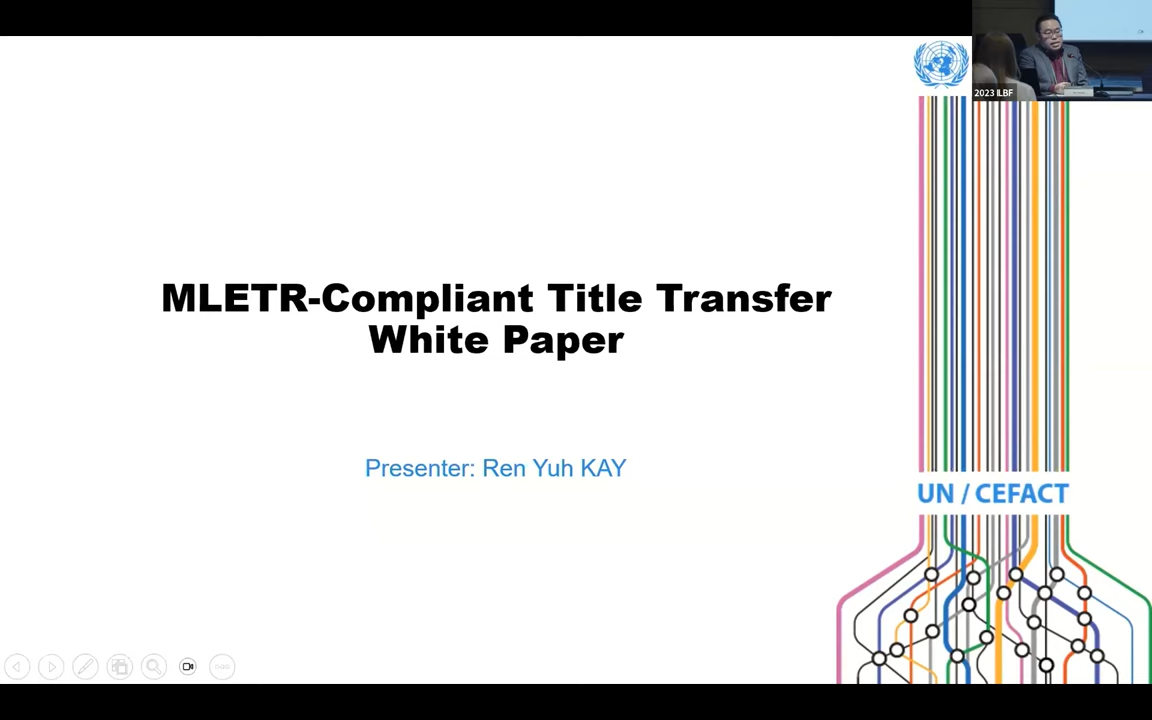 2023 ILBF
MLETR-Compliant Title Transfer
White Paper
Presenter: Ren Yuh KAY
UN / CEFACT